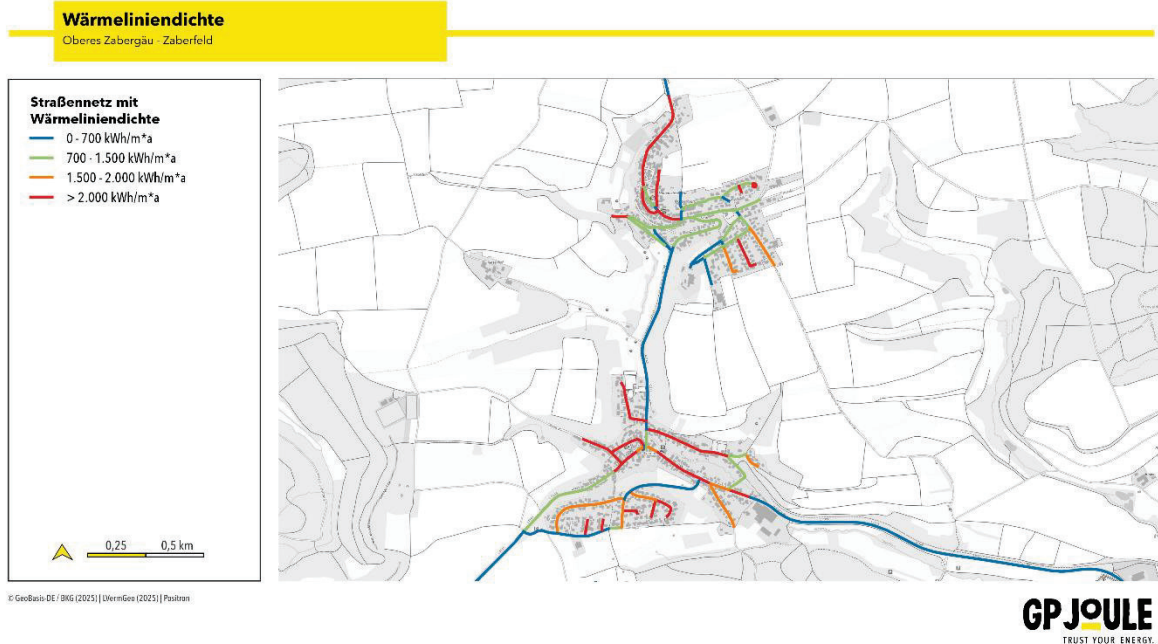 Wärmeliniendichte
Oberes Zabergäu - Zaberfeld
Straßennetz mit
Wärmeliniendichte
0 - 700 kWh/m*a
700 - 1.500 kWh/m*a
1.500 - 2.000 kWh/m*a
> 2.000 kWh/m*a
0,25 0,5 km
© GeoBasis-DE / BKG (2025) | LVermGeo (2025) | Positron
GP JOULE
TRUST YOUR ENERGY.